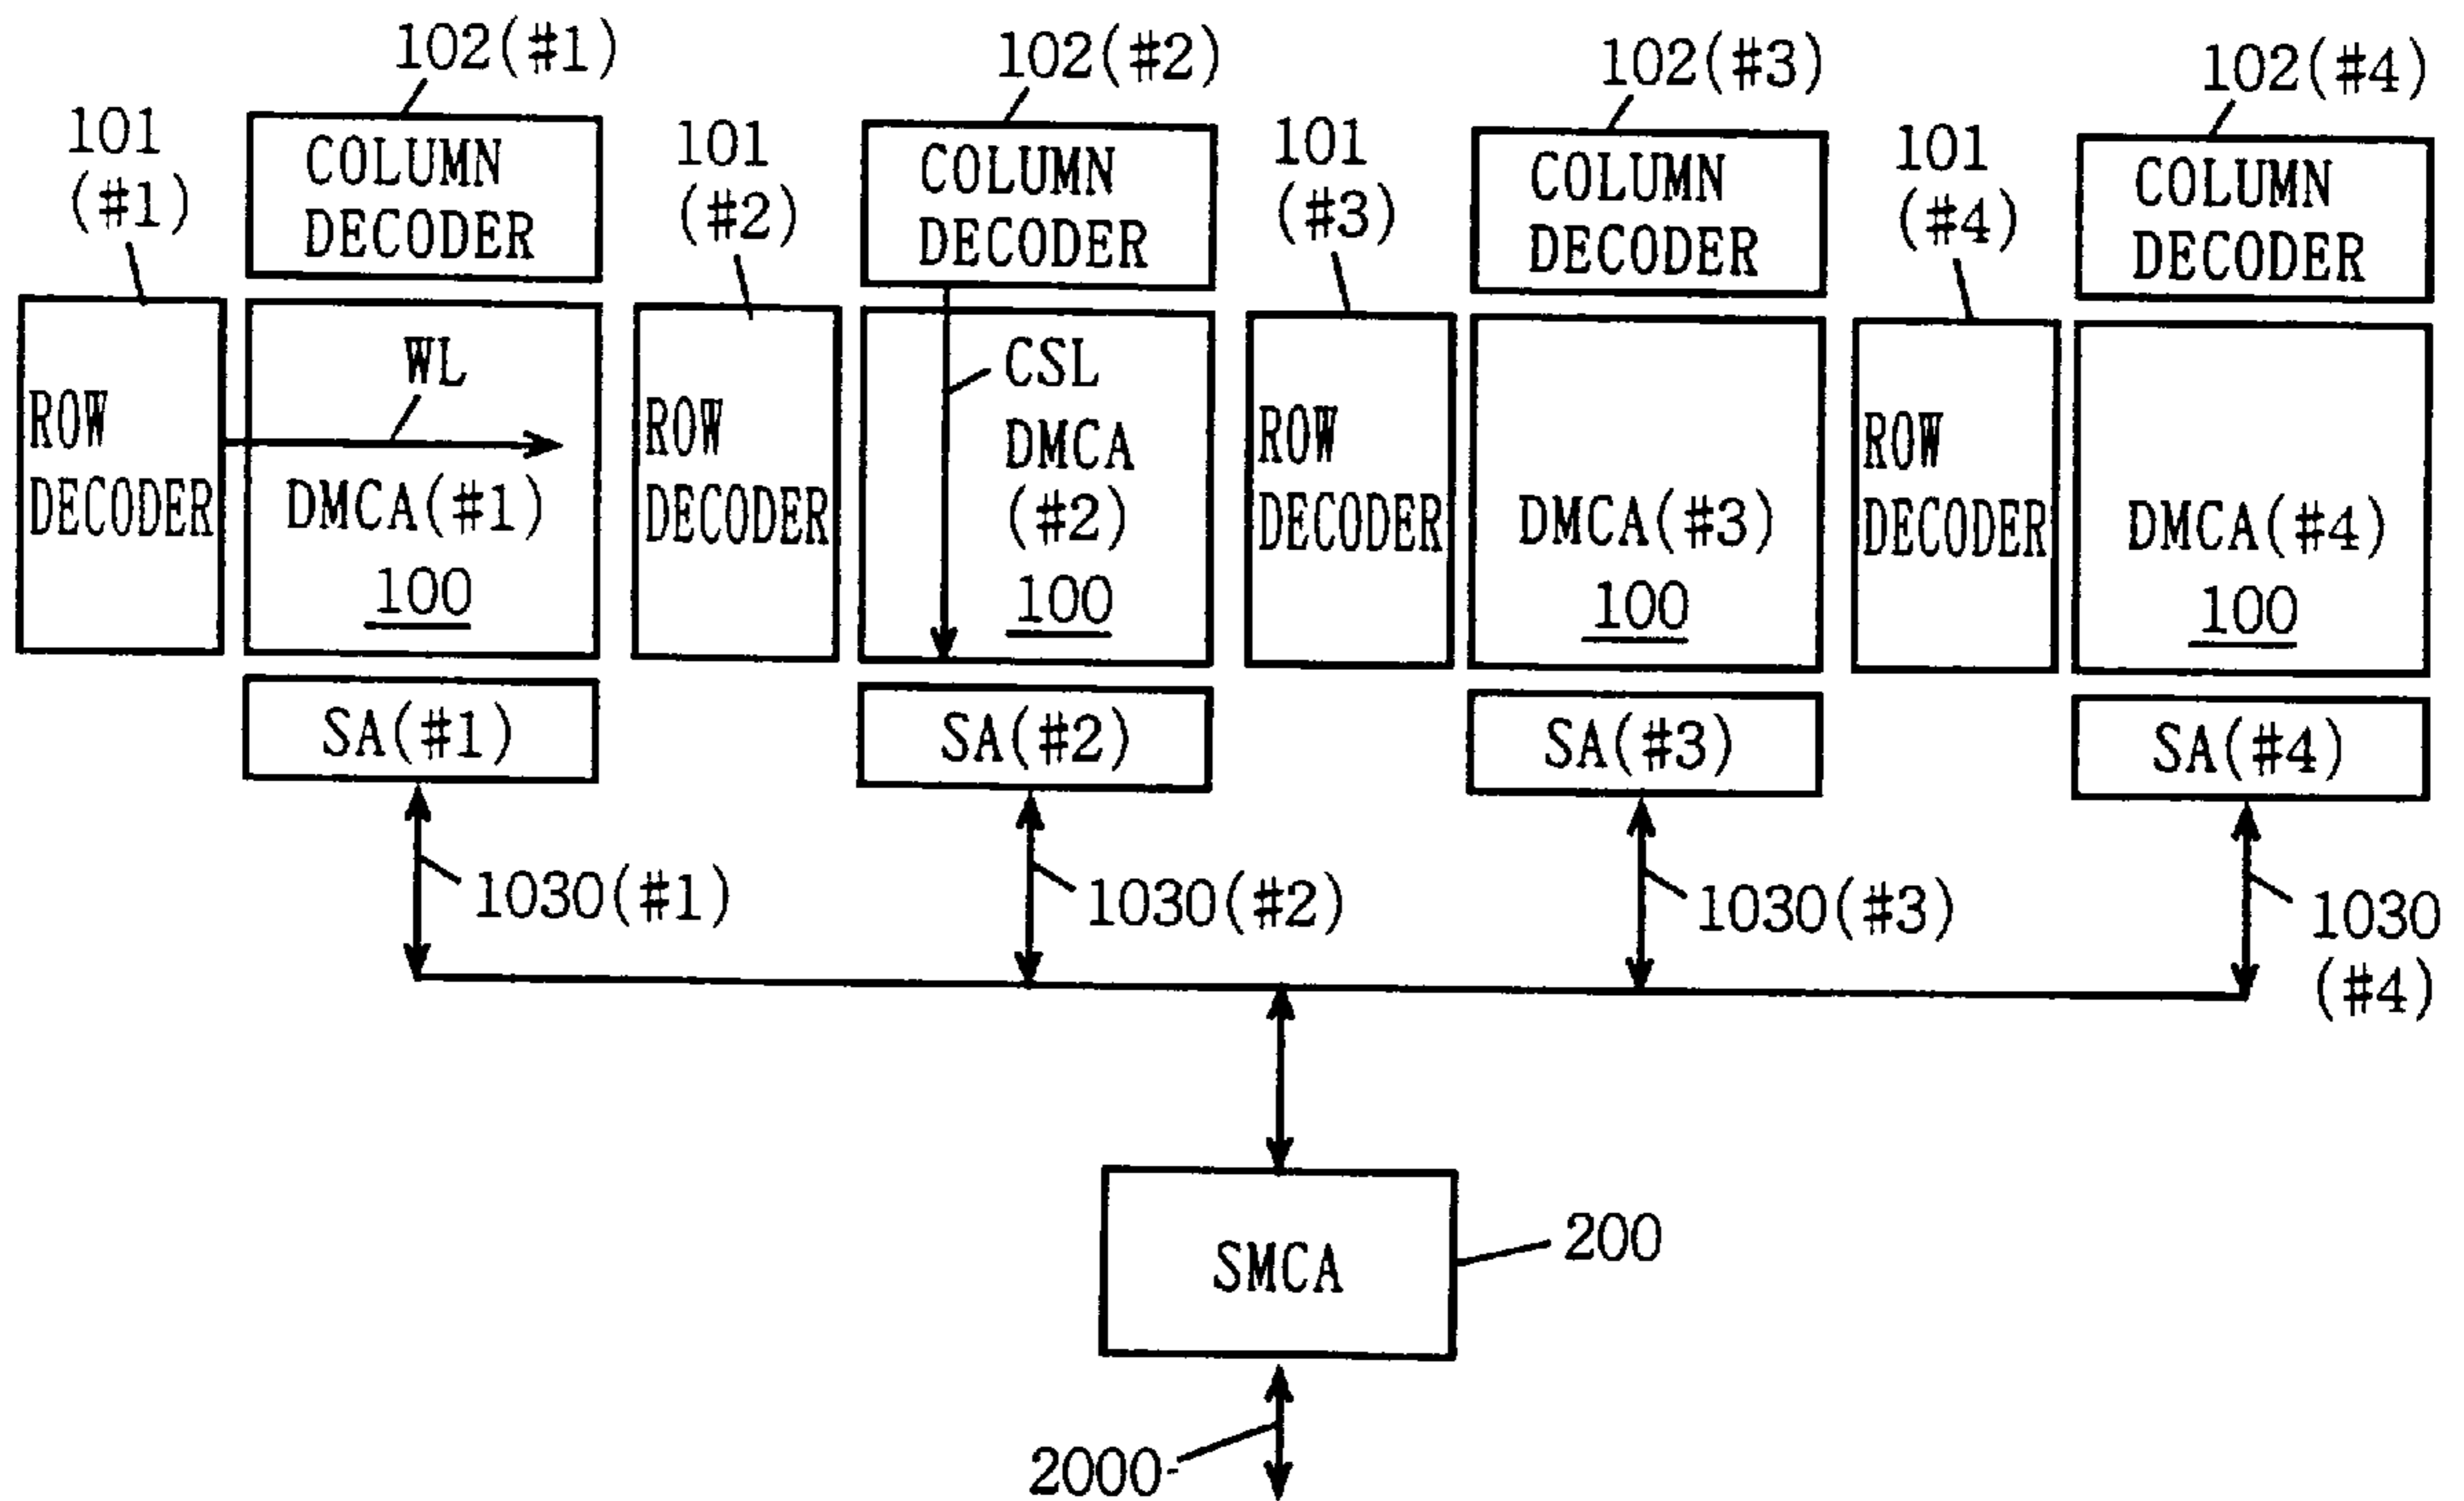 102(#1)
102(#2)
102(#3)
102(#4)
101
(#1)
COLUMN
DECODER
101
(#2)
COLUMN
DECODER
101
(#3)
COLUMN
DECODER
101
(#4)
COLUMN
DECODER
ROW
DECODER
WL
DMCA(#1)
100
ROW
DECODER
CSL
DMCA
(#2)
100
ROW
DECODER
DMCA(#3)
100
ROW
DECODER
DMCA(#4)
100
SA(#1)
SA(#2)
SA(#3)
SA(#4)
1030(#1)
1030(#2)
1030(#3)
1030
(#4)
SMCA
200
2000